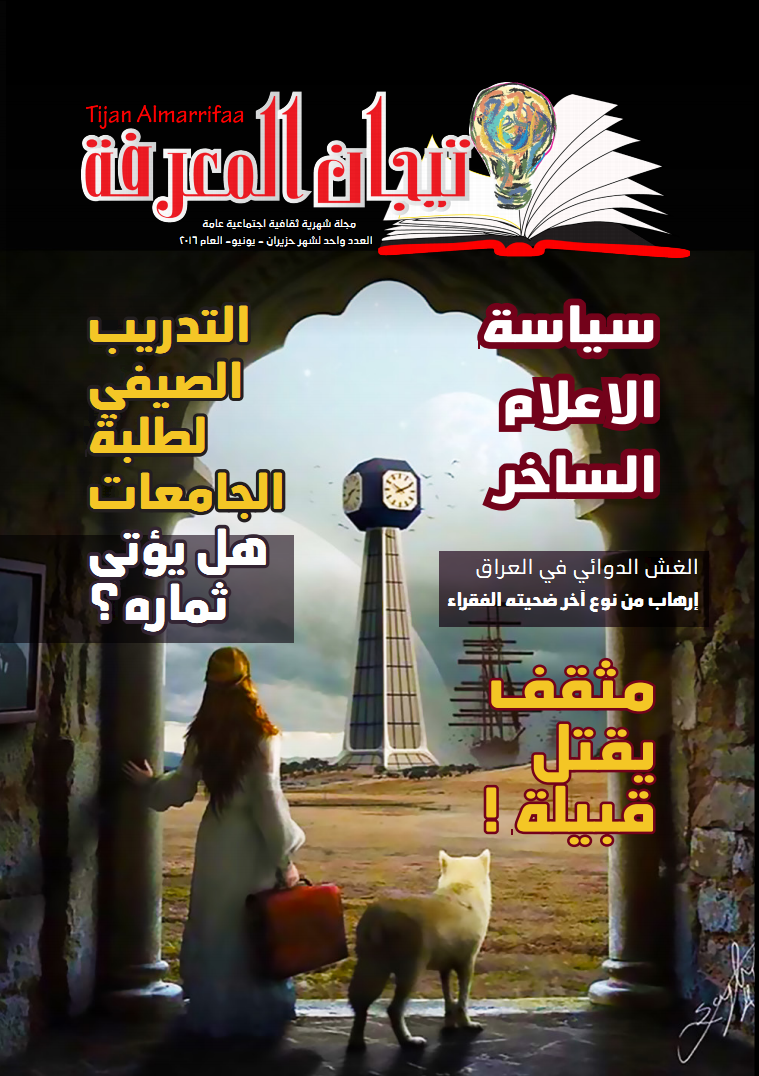 Tijan Almarrifaa
تيجان المعرفة
مجلة شهرية ثقافية اجتماعية عامة
العدد واحد لشهر حزيران - يونيو- العام ٢٠١٦
سياسة
الاعلام
الساخر
التدريب
الصيفي
لطلبة
الجامعات
هل يؤتي
ثماره ؟
الغش الدوائي في العراق
إرهاب من نوع آخر ضحيته الفقراء
مثقف
يقتل
قبيلة !